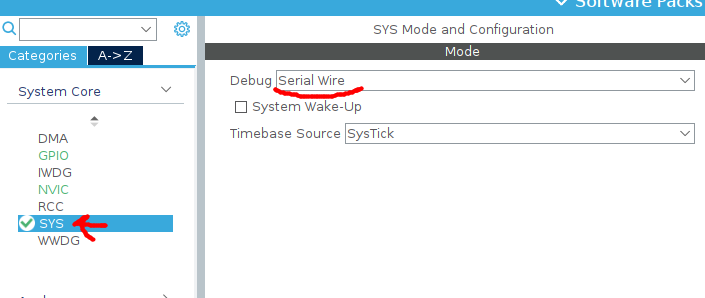 Software Packs
SYS Mode and Configuration
Categories A->Z
Mode
System Core
Debug Serial Wire
System Wake-Up
Timebase Source SysTick
DMA
GPIO
IWDG
NVIC
RCC
SYS
WWDG